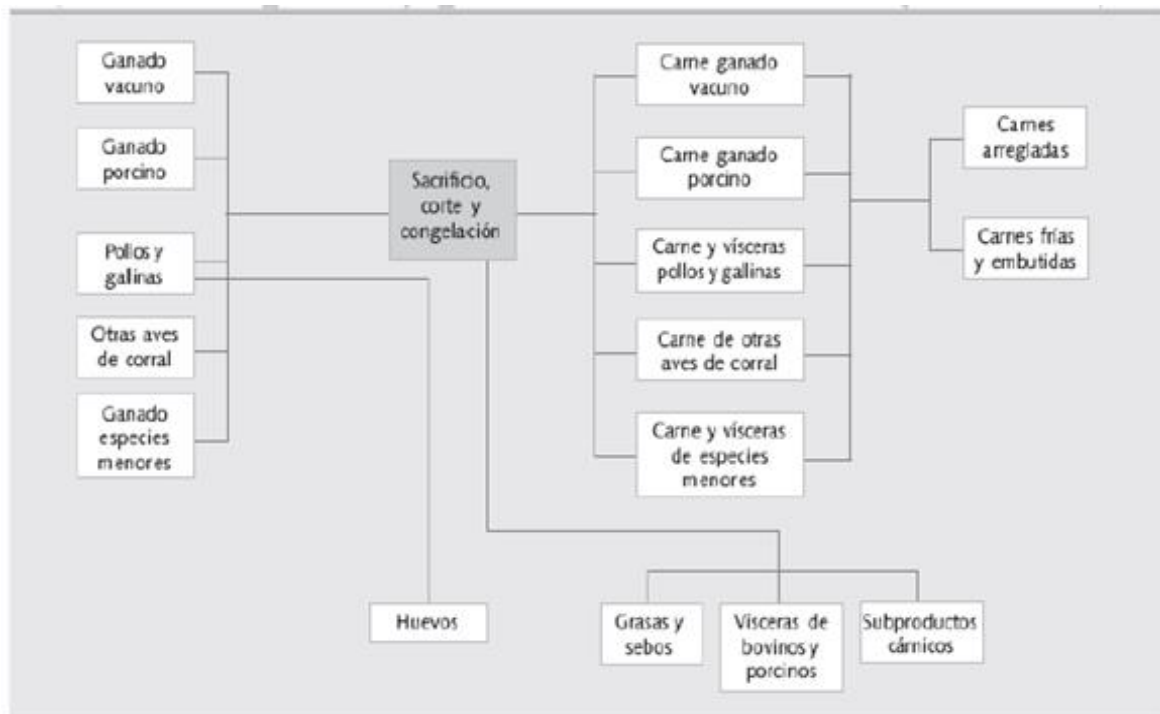 Ganado
vacuno
Ganado
porcino
Pollos y
gallinas
Otras aves
de corral
Ganado
especies
menores
Sacrificio,
corte y
congelación
Carne ganado
vacuno
Carne ganado
porcino
Carne y vísceras
pollos y gallinas
Carne de otras
aves de corral
Carne y vísceras
de especies
menores
Carnes
arregladas
Carnes frías
y embutidas
Huevos
Grasas y
sebos
Vísceras de
bovinos y
porcinos
Subproductos
cárnicos